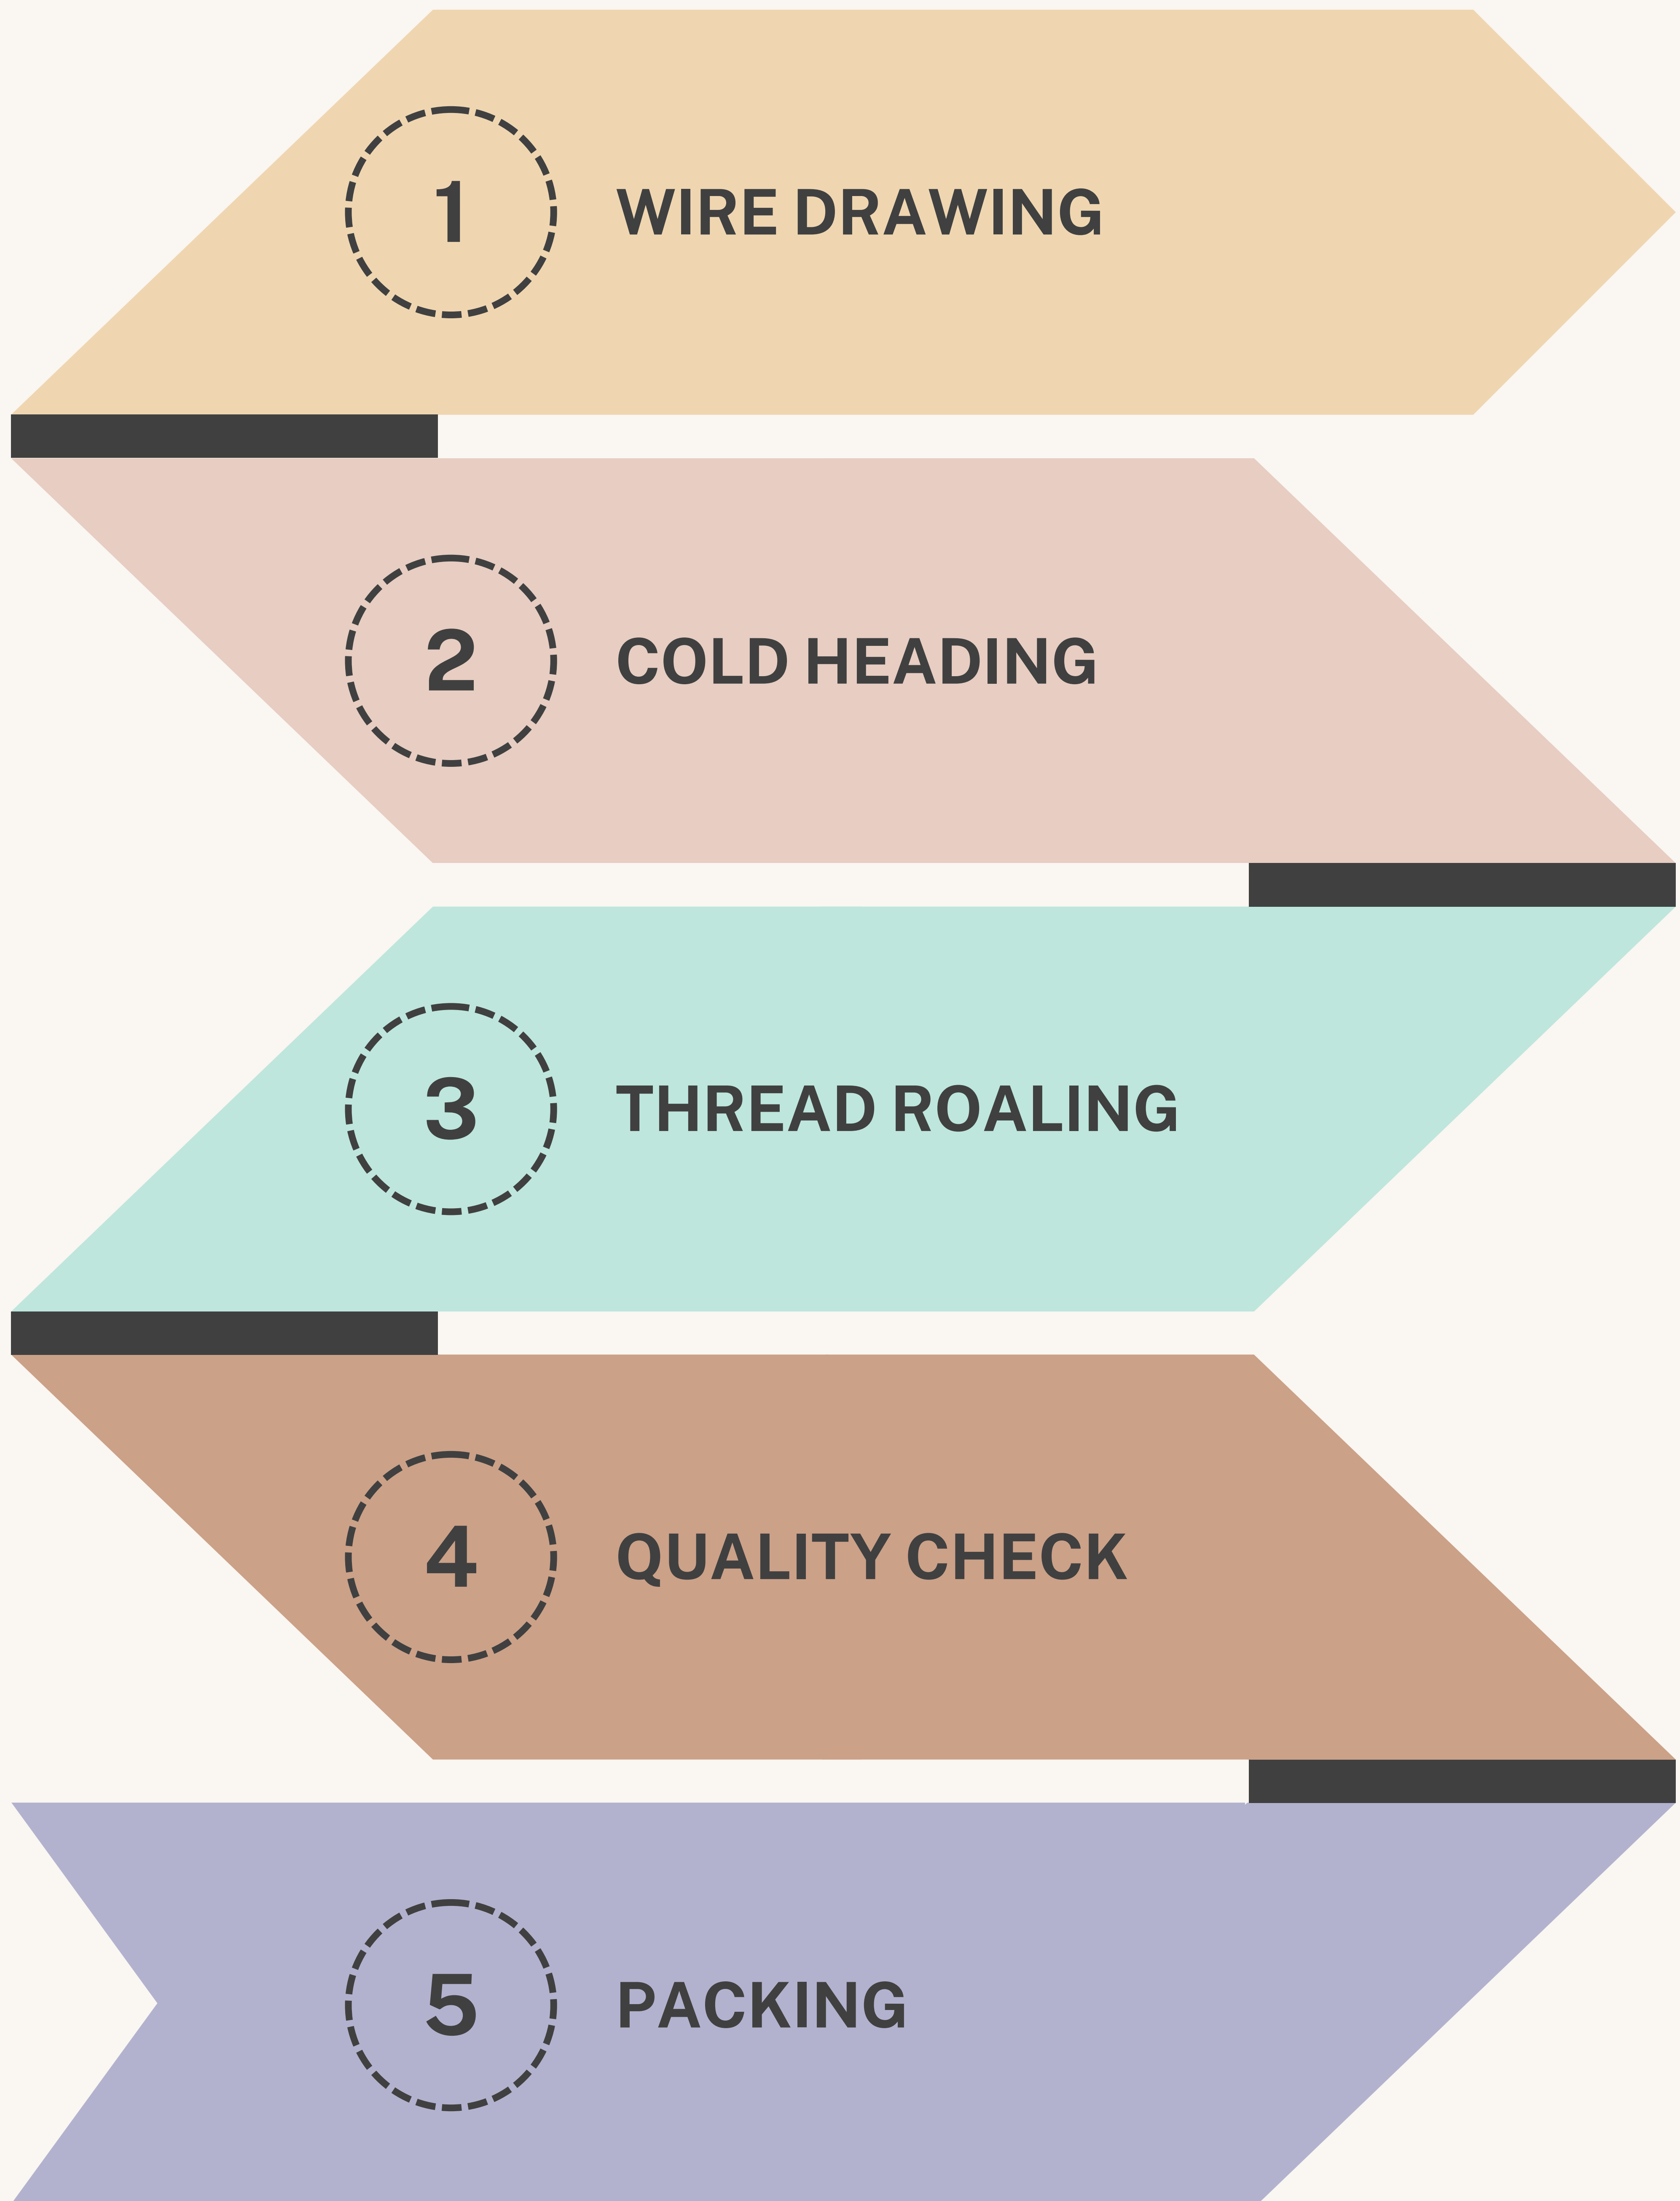 1 WIRE DRAWING
2 COLD HEADING
3 THREAD ROALING
4 QUALITY CHECK
5 PACKING